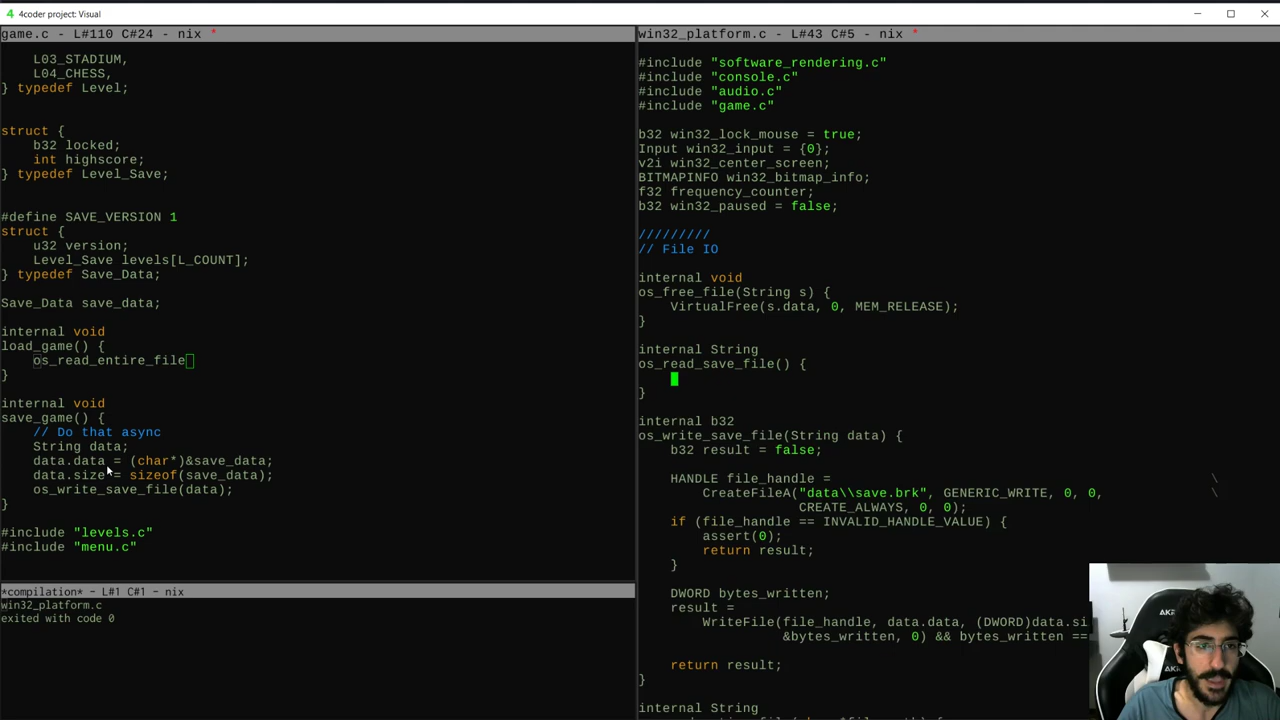 4 4coder project: Visual
game.c - L#110 C#24 - nix *
    L03_STADIUM,
    L04_CHESS,
} typedef Level;
struct {
    b32 locked;
    int highscore;
} typedef Level_Save;
#define SAVE_VERSION 1
struct {
    u32 version;
    Level_Save levels[L_COUNT];
} typedef Save_Data;
Save_Data save_data;
internal void
load_game() {
    os_read_entire_file
}
internal void
save_game() {
    // Do that async
    String data;
    data.data = (char*)&save_data;
    data.size = sizeof(save_data);
    os_write_save_file(data);
}
#include "levels.c"
#include "menu.c"
*compilation* - L#1 C#1 - nix
win32_platform.c
exited with code 0
win32_platform.c - L#43 C#5 - nix *
#include "software_rendering.c"
#include "console.c"
#include "audio.c"
#include "game.c"
b32 win32_lock_mouse = true;
Input win32_input = {0};
v2i win32_center_screen;
BITMAPINFO win32_bitmap_info;
f32 frequency_counter;
b32 win32_paused = false;
/////////
// File IO
internal void
os_free_file(String s) {
    VirtualFree(s.data, 0, MEM_RELEASE);
}
internal String
os_read_save_file() {
}
internal b32
os_write_save_file(String data) {
    b32 result = false;
    HANDLE file_handle = \
        CreateFileA("data\\save.brk", GENERIC_WRITE, 0, 0, \
                    CREATE_ALWAYS, 0, 0);
    if (file_handle == INVALID_HANDLE_VALUE) {
        assert(0);
        return result;
    }
    DWORD bytes_written;
    result =
        WriteFile(file_handle, data.data, (DWORD)data.si
                  &bytes_written, 0) && bytes_written ==
    return result;
}
internal String